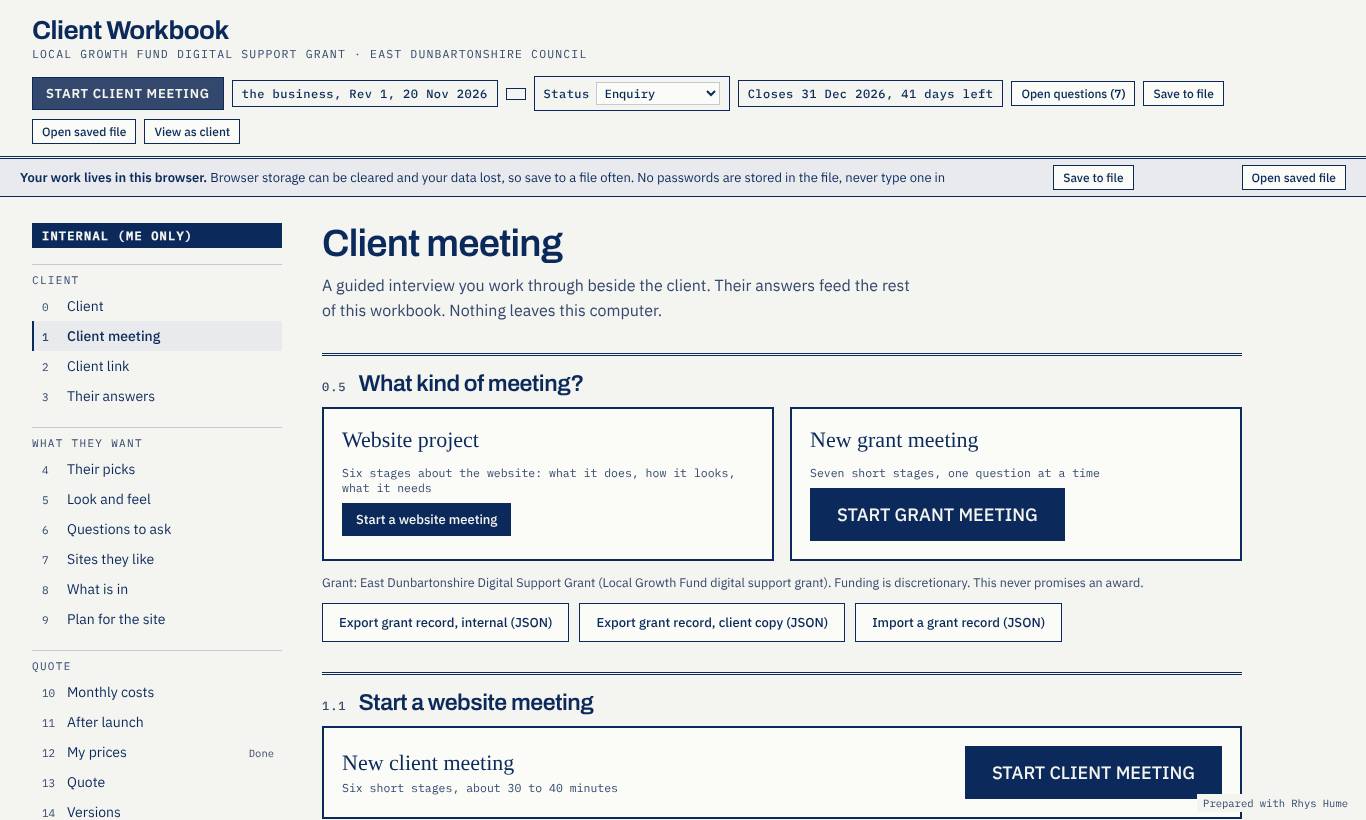 Client Workbook
LOCAL GROWTH FUND DIGITAL SUPPORT GRANT · EAST DUNBARTONSHIRE COUNCIL
START CLIENT MEETING
the business, Rev 1, 20 Nov 2026
Status Enquiry
Closes 31 Dec 2026, 41 days left
Open questions (7)
Save to file
Open saved file
View as client
Your work lives in this browser. Browser storage can be cleared and your data lost, so save to a file often. No passwords are stored in the file, never type one in
Save to file
Open saved file
INTERNAL (ME ONLY)
CLIENT
0 Client
1 Client meeting
2 Client link
3 Their answers
WHAT THEY WANT
4 Their picks
5 Look and feel
6 Questions to ask
7 Sites they like
8 What is in
9 Plan for the site
QUOTE
10 Monthly costs
11 After launch
12 My prices Done
13 Quote
14 Versions
Client meeting
A guided interview you work through beside the client. Their answers feed the rest
of this workbook. Nothing leaves this computer.
0.5 What kind of meeting?
Website project
Six stages about the website: what it does, how it looks,
what it needs
Start a website meeting
New grant meeting
Seven short stages, one question at a time
START GRANT MEETING
Grant: East Dunbartonshire Digital Support Grant (Local Growth Fund digital support grant). Funding is discretionary. This never promises an award.
Export grant record, internal (JSON)
Export grant record, client copy (JSON)
Import a grant record (JSON)
1.1 Start a website meeting
New client meeting
Six short stages, about 30 to 40 minutes
START CLIENT MEETING
Prepared with Rhys Hume